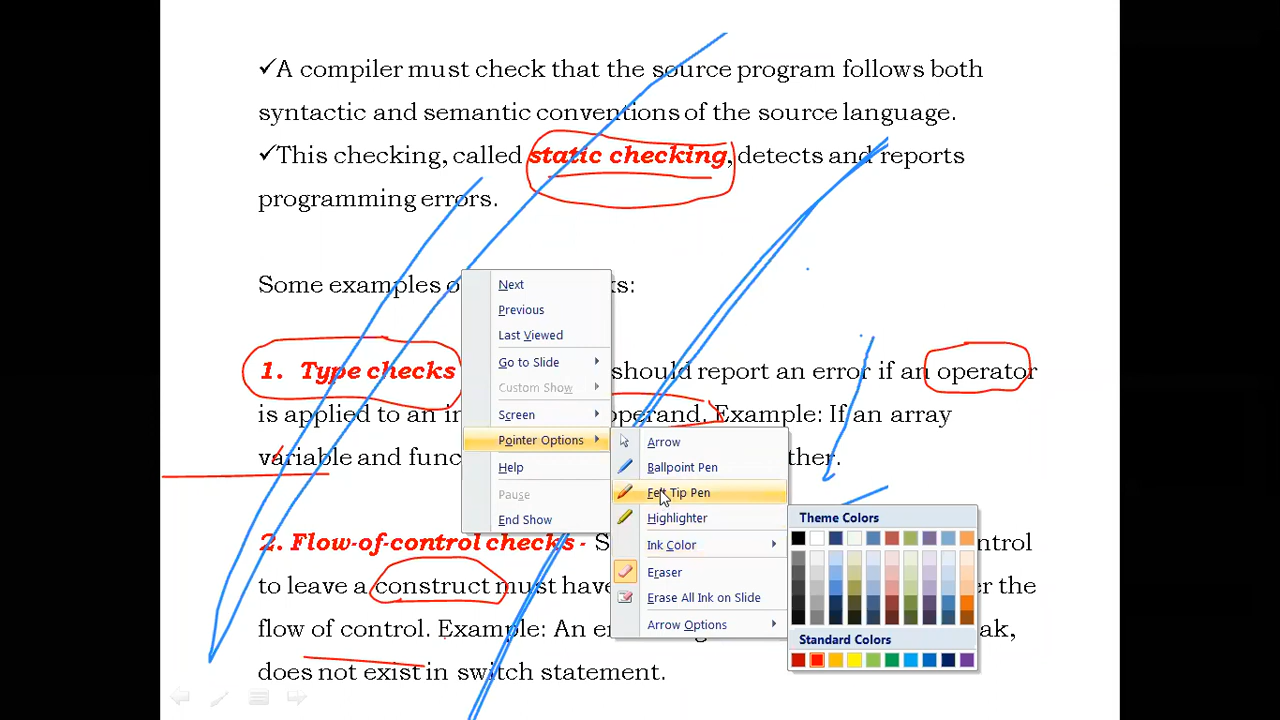 ✓A compiler must check that the source program follows both
syntactic and semantic conventions of the source language.
✓This checking, called static checking, detects and reports
programming errors.
Some examples o ks:
1. Type checks should report an error if an operator
is applied to an in operand. Example: If an array
variable and func ther.
2. Flow-of-control checks - S ntrol
to leave a construct must have er the
flow of control. Example: An en eak,
does not exist in switch statement.
Next
Previous
Last Viewed
Go to Slide
Custom Show
Screen
Pointer Options
Help
Pause
End Show
Arrow
Ballpoint Pen
Felt Tip Pen
Highlighter
Ink Color
Eraser
Erase All Ink on Slide
Arrow Options
Theme Colors
Standard Colors